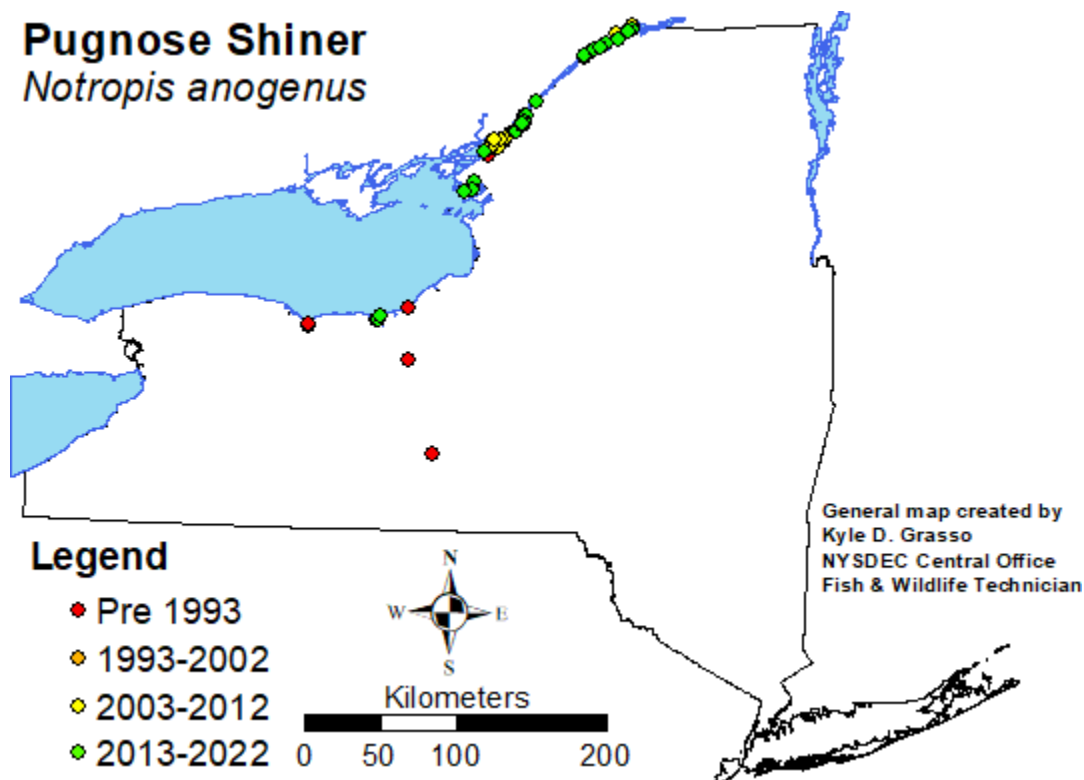 Pugnose Shiner
Notropis anogenus
General map created by
Kyle D. Grasso
NYSDEC Central Office
Fish & Wildlife Technician
Legend
Pre 1993
1993-2002
2003-2012
2013-2022
N
W E
S
Kilometers
0 50 100 200